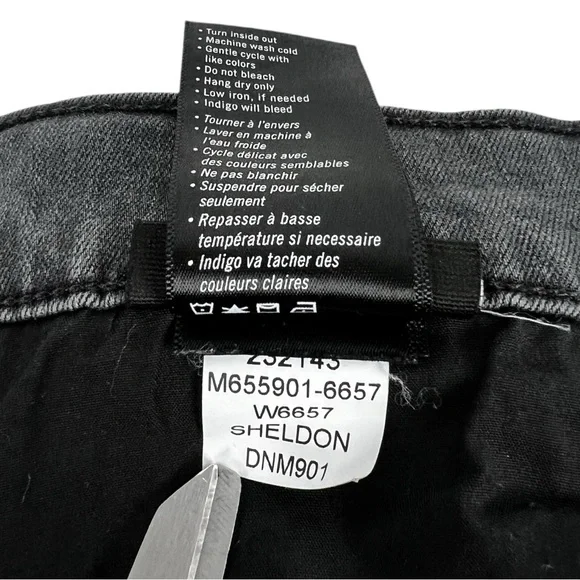 • Turn inside out
• Machine wash cold
• Gentle cycle with
like colors
• Do not bleach
• Hang dry only
• Low iron, if needed
• Indigo will bleed
• Tourner à l'envers
• Laver en machine à
l'eau froide
• Cycle délicat avec
des couleurs semblables
• Ne pas blanchir
• Suspendre pour sécher
seulement
• Repasser à basse
température si necessaire
• Indigo va tacher des
couleurs claires
232143
M655901-6657
W6657
SHELDON
DNM901